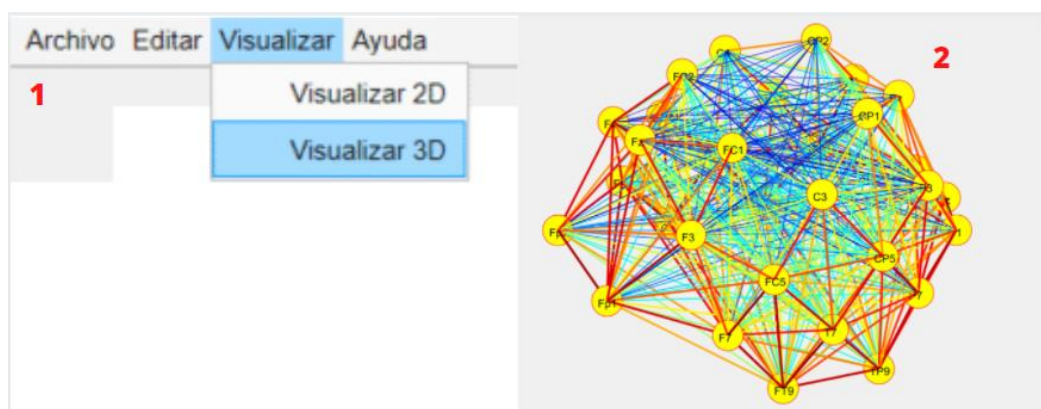 Archivo Editar Visualizar Ayuda
1
Visualizar 2D
Visualizar 3D
2
CP2
FC2
CP1
FC1
C3
F3
CP5
FC5
Fp1
F7
T7
TP9
FT9